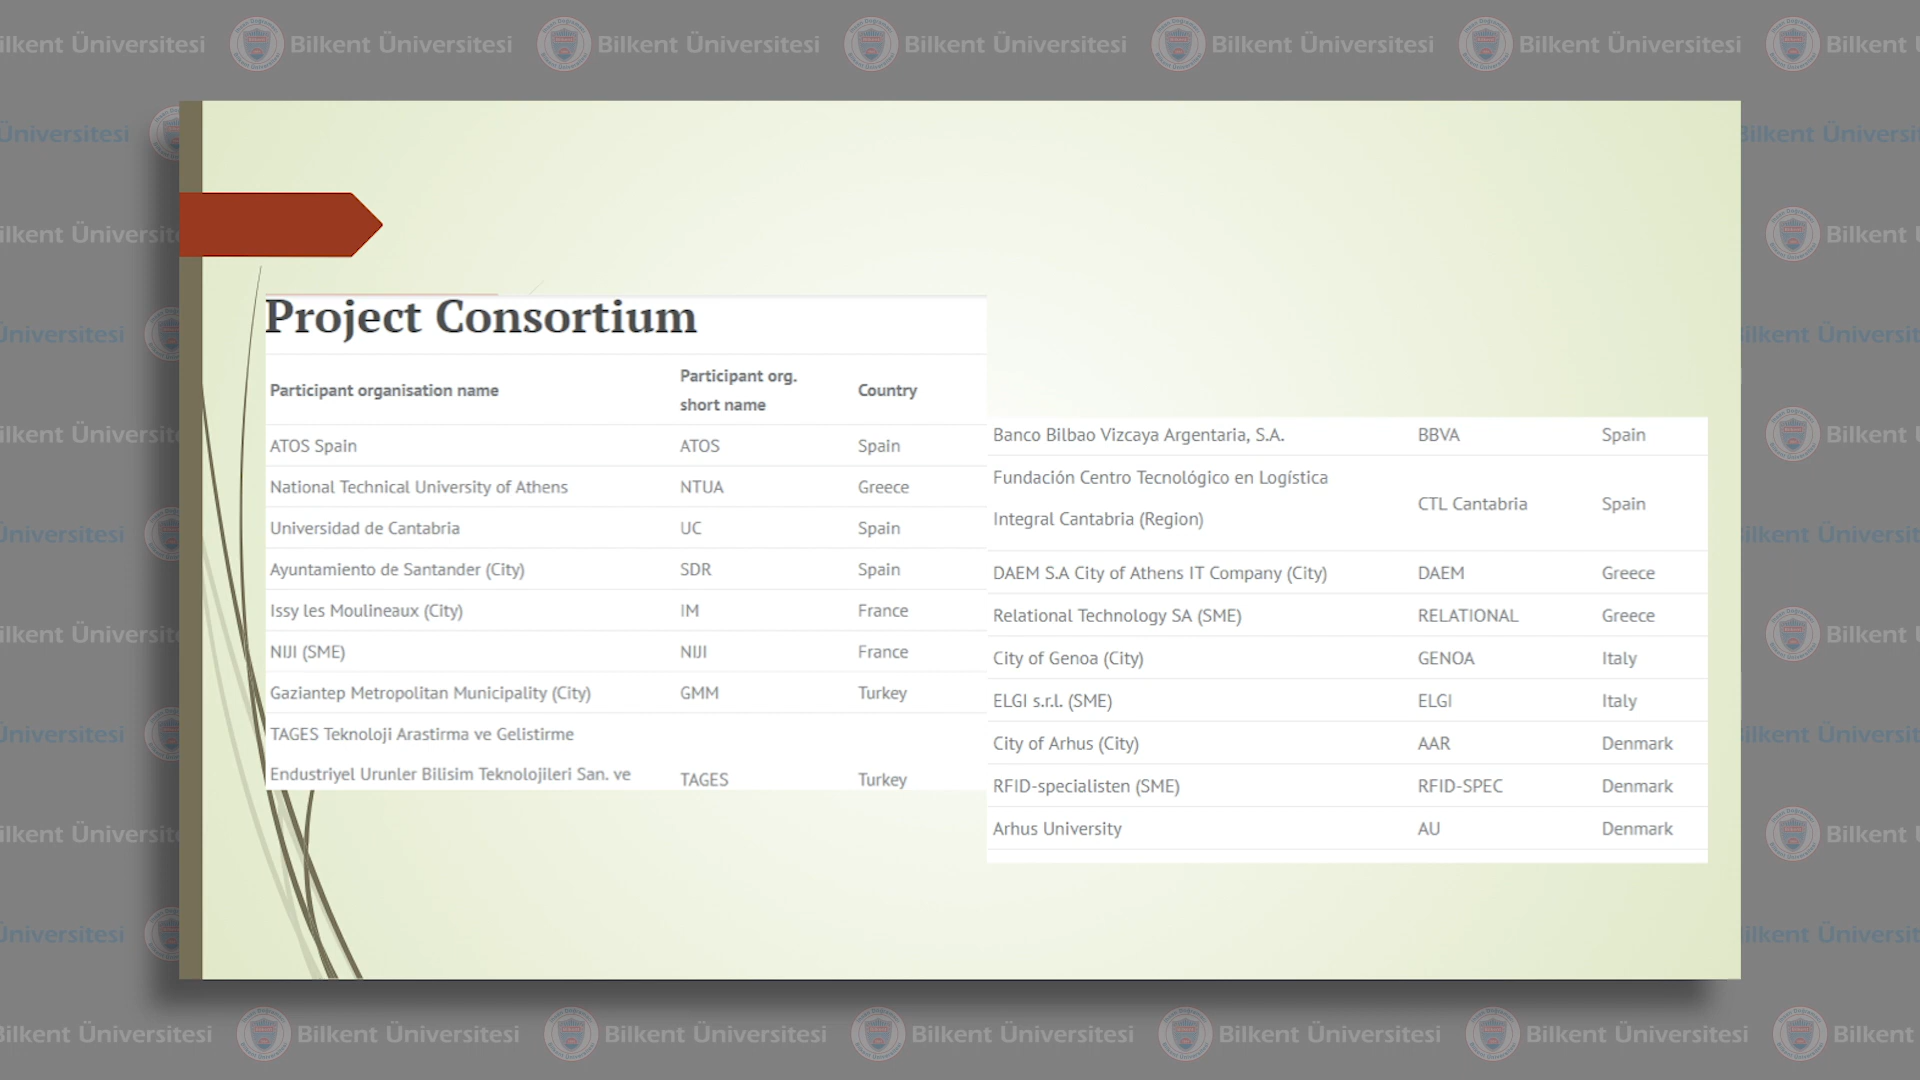 Project Consortium
Participant organisation name
Participant org.
short name
Country
ATOS Spain ATOS Spain
National Technical University of Athens NTUA Greece
Universidad de Cantabria UC Spain
Ayuntamiento de Santander (City) SDR Spain
Issy les Moulineaux (City) IM France
NIJI (SME) NIJI France
Gaziantep Metropolitan Municipality (City) GMM Turkey
TAGES Teknoloji Arastirma ve Gelistirme
Endustriyel Urunler Bilisim Teknolojileri San. ve
TAGES Turkey
Banco Bilbao Vizcaya Argentaria, S.A. BBVA Spain
Fundación Centro Tecnológico en Logística
Integral Cantabria (Region)
CTL Cantabria Spain
DAEM S.A City of Athens IT Company (City) DAEM Greece
Relational Technology SA (SME) RELATIONAL Greece
City of Genoa (City) GENOA Italy
ELGI s.r.l. (SME) ELGI Italy
City of Arhus (City) AAR Denmark
RFID-specialisten (SME) RFID-SPEC Denmark
Arhus University AU Denmark
Bilkent Üniversitesi